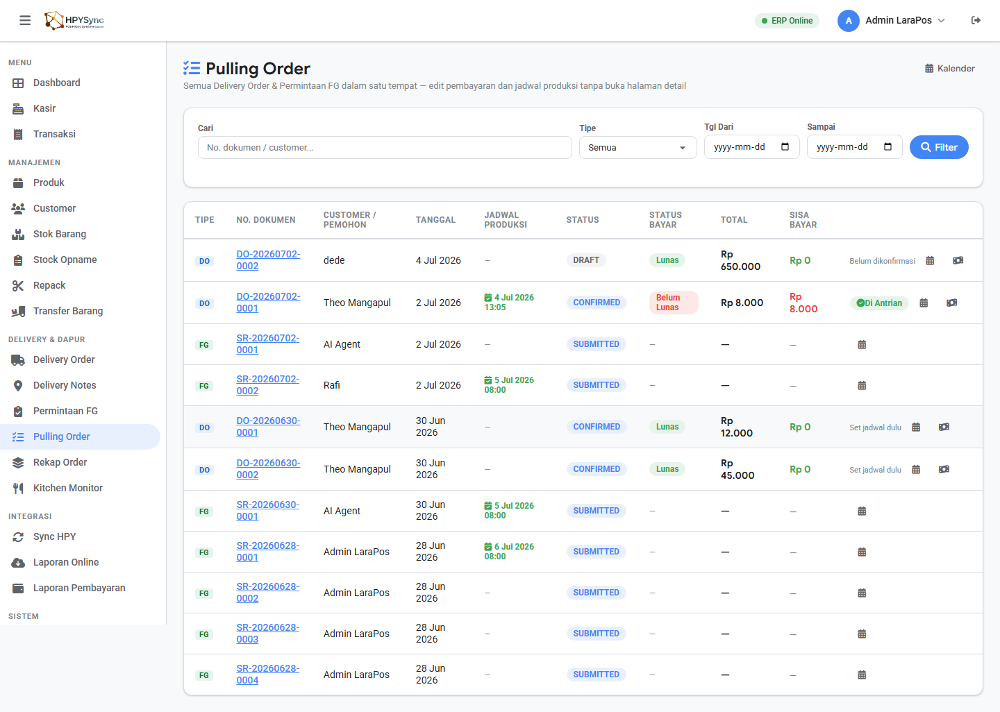 HPYSync
POS Hybrid Synchronization
ERP Online
A
Admin LaraPos
MENU
Dashboard
Kasir
Transaksi
MANAJEMEN
Produk
Customer
Stok Barang
Stock Opname
Repack
Transfer Barang
DELIVERY & DAPUR
Delivery Order
Delivery Notes
Permintaan FG
Pulling Order
Rekap Order
Kitchen Monitor
INTEGRASI
Sync HPY
Laporan Online
Laporan Pembayaran
SISTEM
Pulling Order
Kalender
Semua Delivery Order & Permintaan FG dalam satu tempat — edit pembayaran dan jadwal produksi tanpa buka halaman detail
Cari
Tipe
Tgl Dari
Sampai
No. dokumen / customer...
Semua
yyyy-mm-dd
yyyy-mm-dd
Filter
TIPE
NO. DOKUMEN
CUSTOMER /
PEMOHON
TANGGAL
JADWAL
PRODUKSI
STATUS
STATUS
BAYAR
TOTAL
SISA
BAYAR
DO
DO-20260702-
0002
dede
4 Jul 2026
–
DRAFT
Lunas
Rp
650.000
Rp 0
Belum dikonfirmasi
DO
DO-20260702-
0001
Theo Mangapul
2 Jul 2026
4 Jul 2026
13:05
CONFIRMED
Belum
Lunas
Rp 8.000
Rp
8.000
Di Antrian
FG
SR-20260702-
0001
AI Agent
2 Jul 2026
–
SUBMITTED
–
—
—
FG
SR-20260702-
0002
Rafi
2 Jul 2026
5 Jul 2026
08:00
SUBMITTED
–
—
—
DO
DO-20260630-
0001
Theo Mangapul
30 Jun
2026
–
CONFIRMED
Lunas
Rp
12.000
Rp 0
Set jadwal dulu
DO
DO-20260630-
0002
Theo Mangapul
30 Jun
2026
–
CONFIRMED
Lunas
Rp
45.000
Rp 0
Set jadwal dulu
FG
SR-20260630-
0001
AI Agent
30 Jun
2026
5 Jul 2026
08:00
SUBMITTED
–
—
—
FG
SR-20260628-
0001
Admin LaraPos
28 Jun
2026
6 Jul 2026
08:00
SUBMITTED
–
—
—
FG
SR-20260628-
0002
Admin LaraPos
28 Jun
2026
–
SUBMITTED
–
—
—
FG
SR-20260628-
0003
Admin LaraPos
28 Jun
2026
–
SUBMITTED
–
—
—
FG
SR-20260628-
0004
Admin LaraPos
28 Jun
2026
–
SUBMITTED
–
—
—